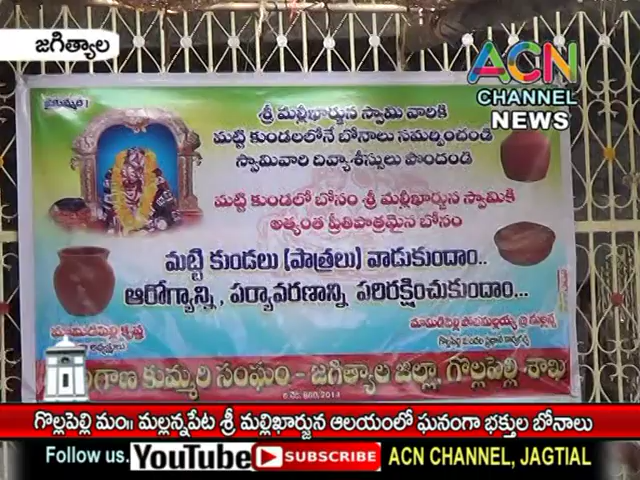 జగిత్యాల
ACN
CHANNEL
NEWS
జైకుమ్మరి !
శ్రీ మల్లిఖార్జున స్వామి వారికి
మట్టి కుండలలోనే బోనాలు సమర్పించండి
స్వామివారి దివ్యాశీస్సులు పొందండి
మట్టి కుండలో బోనం శ్రీ మల్లిఖార్జున స్వామికి
అత్యంత ప్రీతిపాత్రమైన బోనం
మట్టి కుండలు (పాత్రలు) వాడుకుందాం..
ఆరోగ్యాన్ని, పర్యావరణాన్ని పరిరక్షించుకుందాం...
మామిడిపెల్లి కృష్ణ
కుమ్మరి సంఘం - జగిత్యాల జిల్లా, గొల్లపెల్లి శాఖ
గొల్లపెల్లి మం॥ మల్లన్నపేట శ్రీ మల్లిఖార్జున ఆలయంలో ఘనంగా భక్తుల బోనాలు
Follow us. YouTube SUBSCRIBE ACN CHANNEL, JAGTIAL